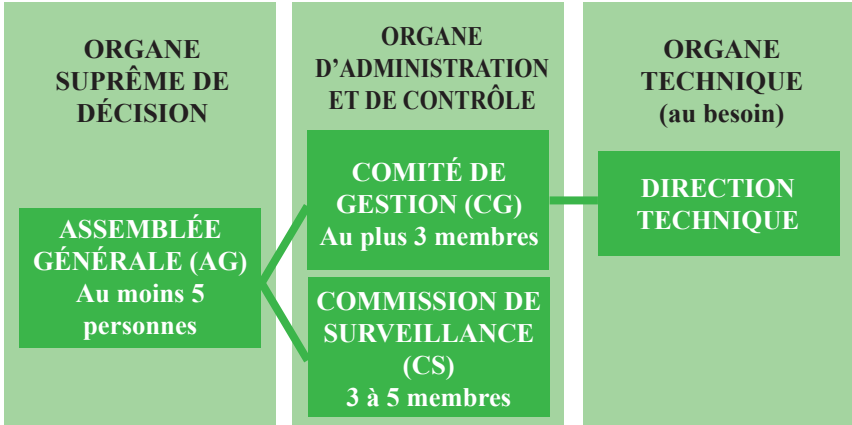 ORGANE
SUPRÊME DE
DÉCISION
ASSEMBLÉE
GÉNÉRALE (AG)
Au moins 5
personnes
ORGANE
D’ADMINISTRATION
ET DE CONTRÔLE
COMITÉ DE
GESTION (CG)
Au plus 3 membres
COMMISSION DE
SURVEILLANCE
(CS)
3 à 5 membres
ORGANE
TECHNIQUE
(au besoin)
DIRECTION
TECHNIQUE